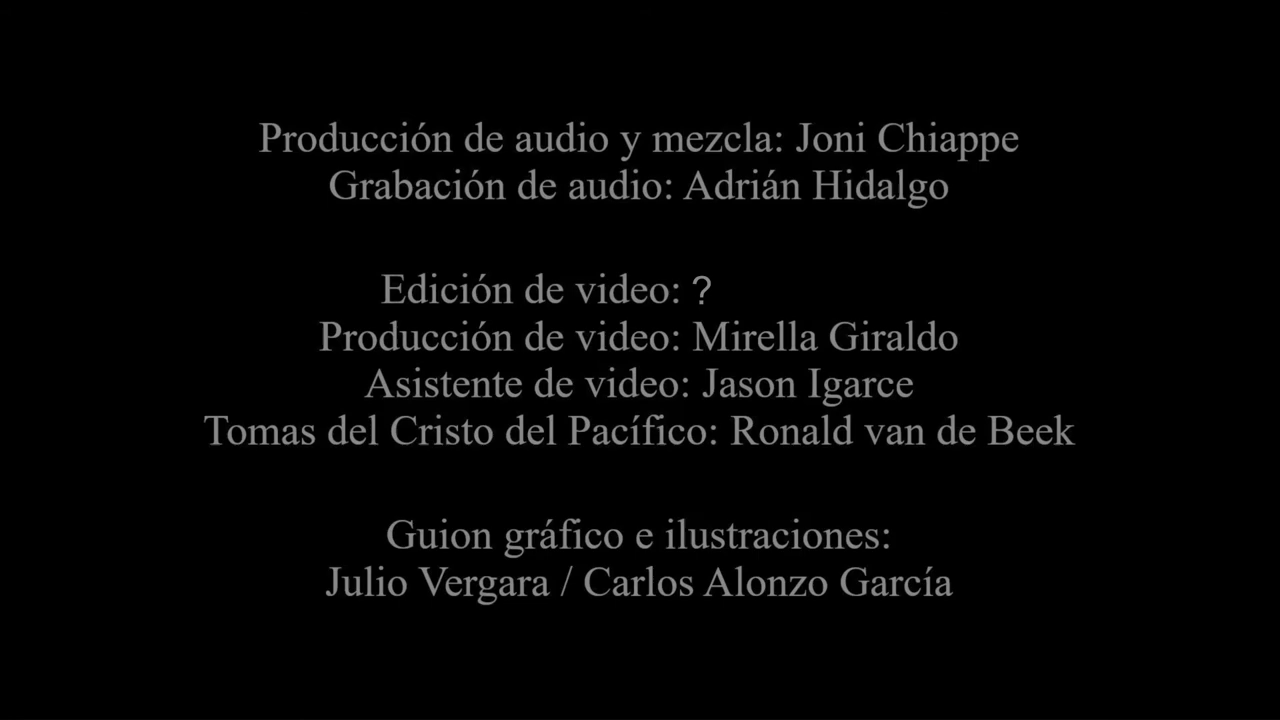 Producción de audio y mezcla: Joni Chiappe
Grabación de audio: Adrián Hidalgo
Edición de video: ?
Producción de video: Mirella Giraldo
Asistente de video: Jason Igarce
Tomas del Cristo del Pacífico: Ronald van de Beek
Guion gráfico e ilustraciones:
Julio Vergara / Carlos Alonzo García